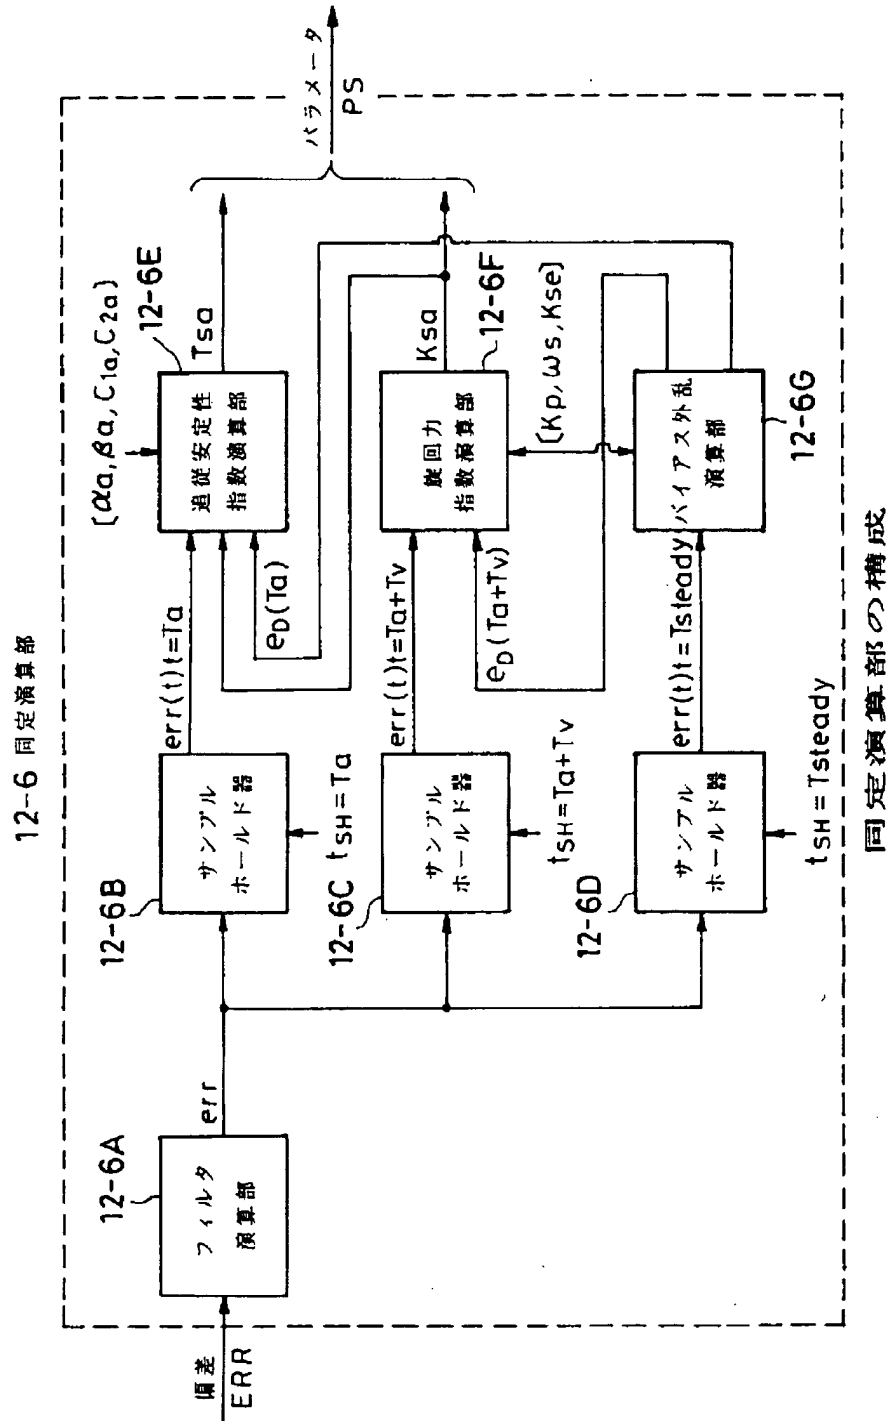 12-6 同定演算部
偏差
ERR
12-6A
フィルタ
演算部
err
12-6B
サンプル
ホールド器
tSH=Ta
err(t)t=Ta
12-6C
サンプル
ホールド器
tSH=Ta+Tv
err(t)t=Ta+Tv
12-6D
サンプル
ホールド器
tSH=Tsteady
err(t)t=Tsteady
[αa,βa,C1a,C2a]
12-6E
追従安定性
指数演算部
eD(Ta)
Tsa
12-6F
旋回力
指数演算部
eD(Ta+Tv)
Ksa
[Kp,ωs,Kse]
12-6G
バイアス外乱
演算部
パラメータ
PS
同定演算部の構成